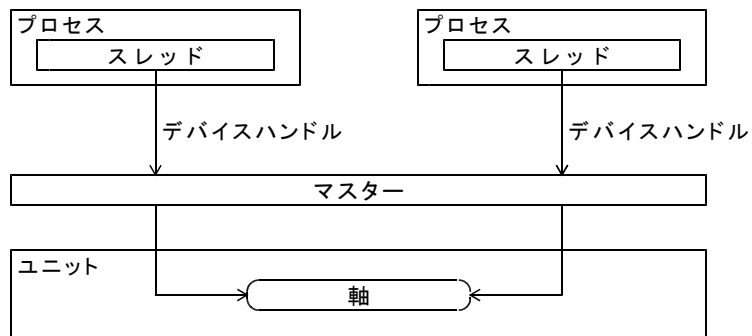 プロセス
プロセス
スレッド
スレッド
デバイスハンドル
デバイスハンドル
マスター
ユニット
軸